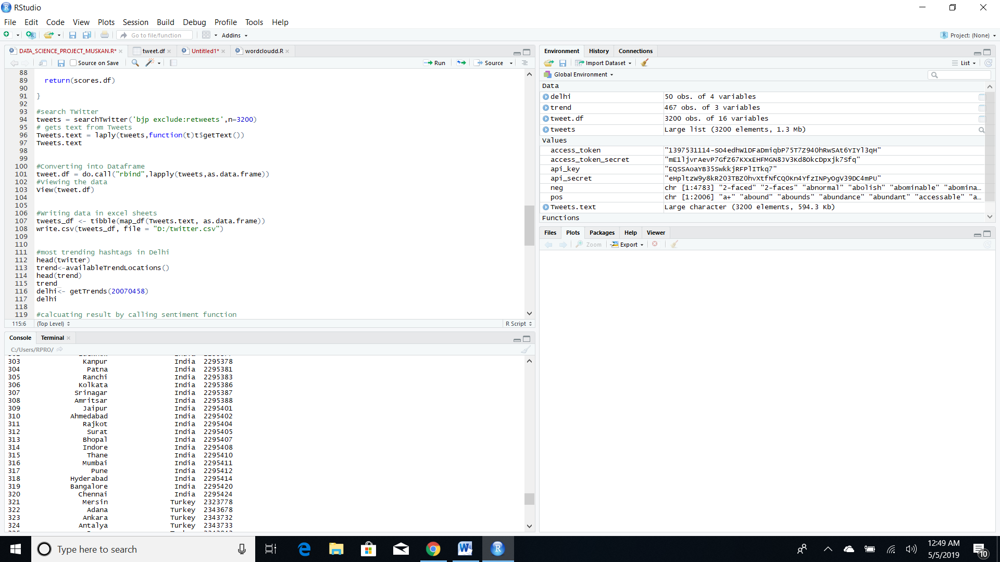 RStudio
File Edit Code View Plots Session Build Debug Profile Tools Help
Go to file/function Addins Project: (None)
DATA_SCIENCE_PROJECT_MUSKAN.R* tweet.df Untitled1* wordcloudd.R
Source on Save Run Source
88
89 return(scores.df)
90
91 }
92
93 #search TWitter
94 tweets = searchTwitter('bjp exclude:retweets',n=3200)
95 # gets text from Tweets
96 Tweets.text = laply(tweets,function(t)t$getText())
97 Tweets.text
98
99
100 #Converting into Dataframe
101 tweet.df = do.call("rbind",lapply(tweets,as.data.frame))
102 #Viewing the data
103 View(tweet.df)
104
105
106 #Writing data in excel sheets
107 tweets_df <- tibble(map_df(Tweets.text, as.data.frame))
108 write.csv(tweets_df, file = "D:/twitter.csv")
109
110
111 #most trending hashtags in Delhi
112 head(twitter)
113 trend<-availableTrendLocations()
114 head(trend)
115 trend
116 delhi<- getTrends(20070458)
117 delhi
118
119 #calcuating result by calling sentiment function
115:6 (Top Level) R Script
Console Terminal
C:/Users/RPRO/
303 Kanpur India 2295378
304 Patna India 2295381
305 Ranchi India 2295383
306 Kolkata India 2295386
307 Srinagar India 2295387
308 Amritsar India 2295388
309 Jaipur India 2295401
310 Ahmedabad India 2295402
311 Rajkot India 2295404
312 Surat India 2295405
313 Bhopal India 2295407
314 Indore India 2295408
315 Thane India 2295410
316 Mumbai India 2295411
317 Pune India 2295412
318 Hyderabad India 2295414
319 Bangalore India 2295420
320 Chennai India 2295424
321 Mersin Turkey 2323778
322 Adana Turkey 2343678
323 Ankara Turkey 2343732
324 Antalya Turkey 2343733
Environment History Connections
Import Dataset List
Global Environment
Data
delhi 50 obs. of 4 variables
trend 467 obs. of 3 variables
tweet.df 3200 obs. of 16 variables
tweets Large list (3200 elements, 1.3 Mb)
Values
access_token
access_token_secret
api_key
api_secret
neg chr [1:4783] "2-faced" "2-faces" "abnormal" "abolish" "abominable" "abomina...
pos chr [1:2006] "a+" "abound" "abounds" "abundance" "abundant" "accessable" "a...
Tweets.text Large character (3200 elements, 594.3 Kb)
Functions
Files Plots Packages Help Viewer
Zoom Export
Type here to search
12:49 AM
5/5/2019
10